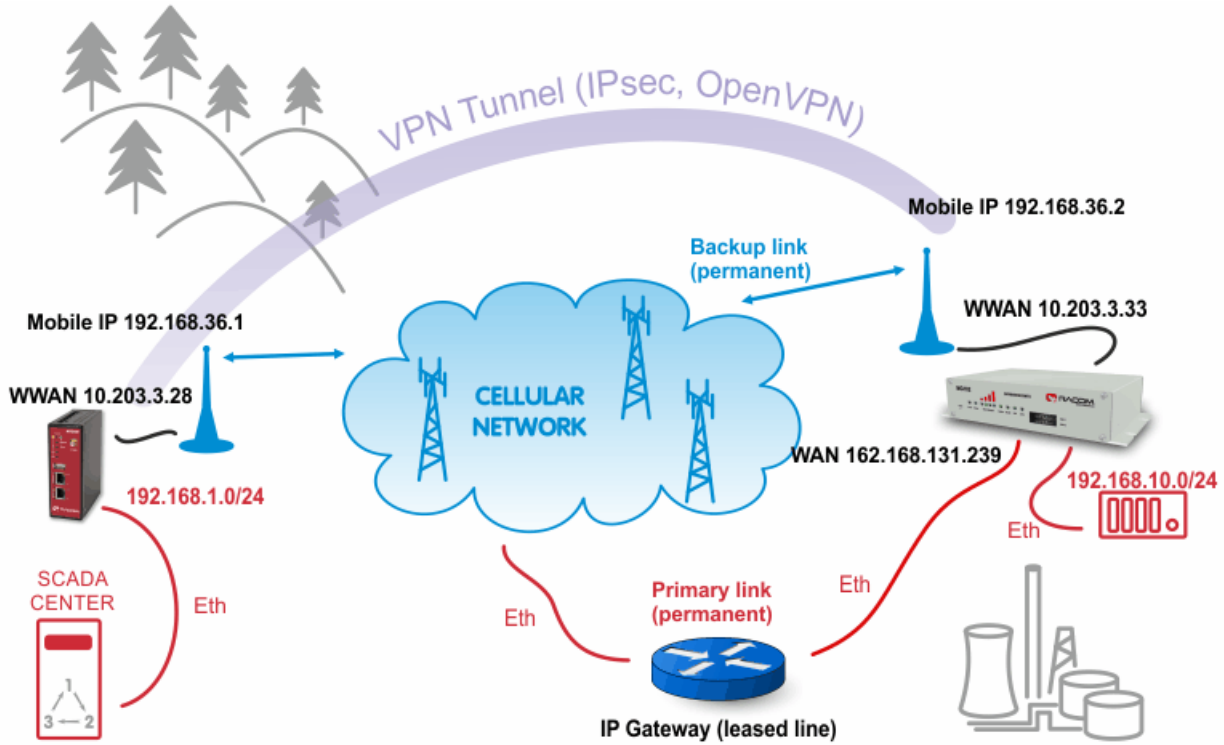 VPN Tunnel (IPsec, OpenVPN)
Mobile IP 192.168.36.2
Backup link
(permanent)
WWAN 10.203.3.33
Mobile IP 192.168.36.1
WWAN 10.203.3.28
CELLULAR
NETWORK
RACOM
WAN 162.168.131.239
192.168.1.0/24
192.168.10.0/24
Eth
SCADA
CENTER
Eth
Eth
Eth
Primary link
(permanent)
1
3
2
IP Gateway (leased line)